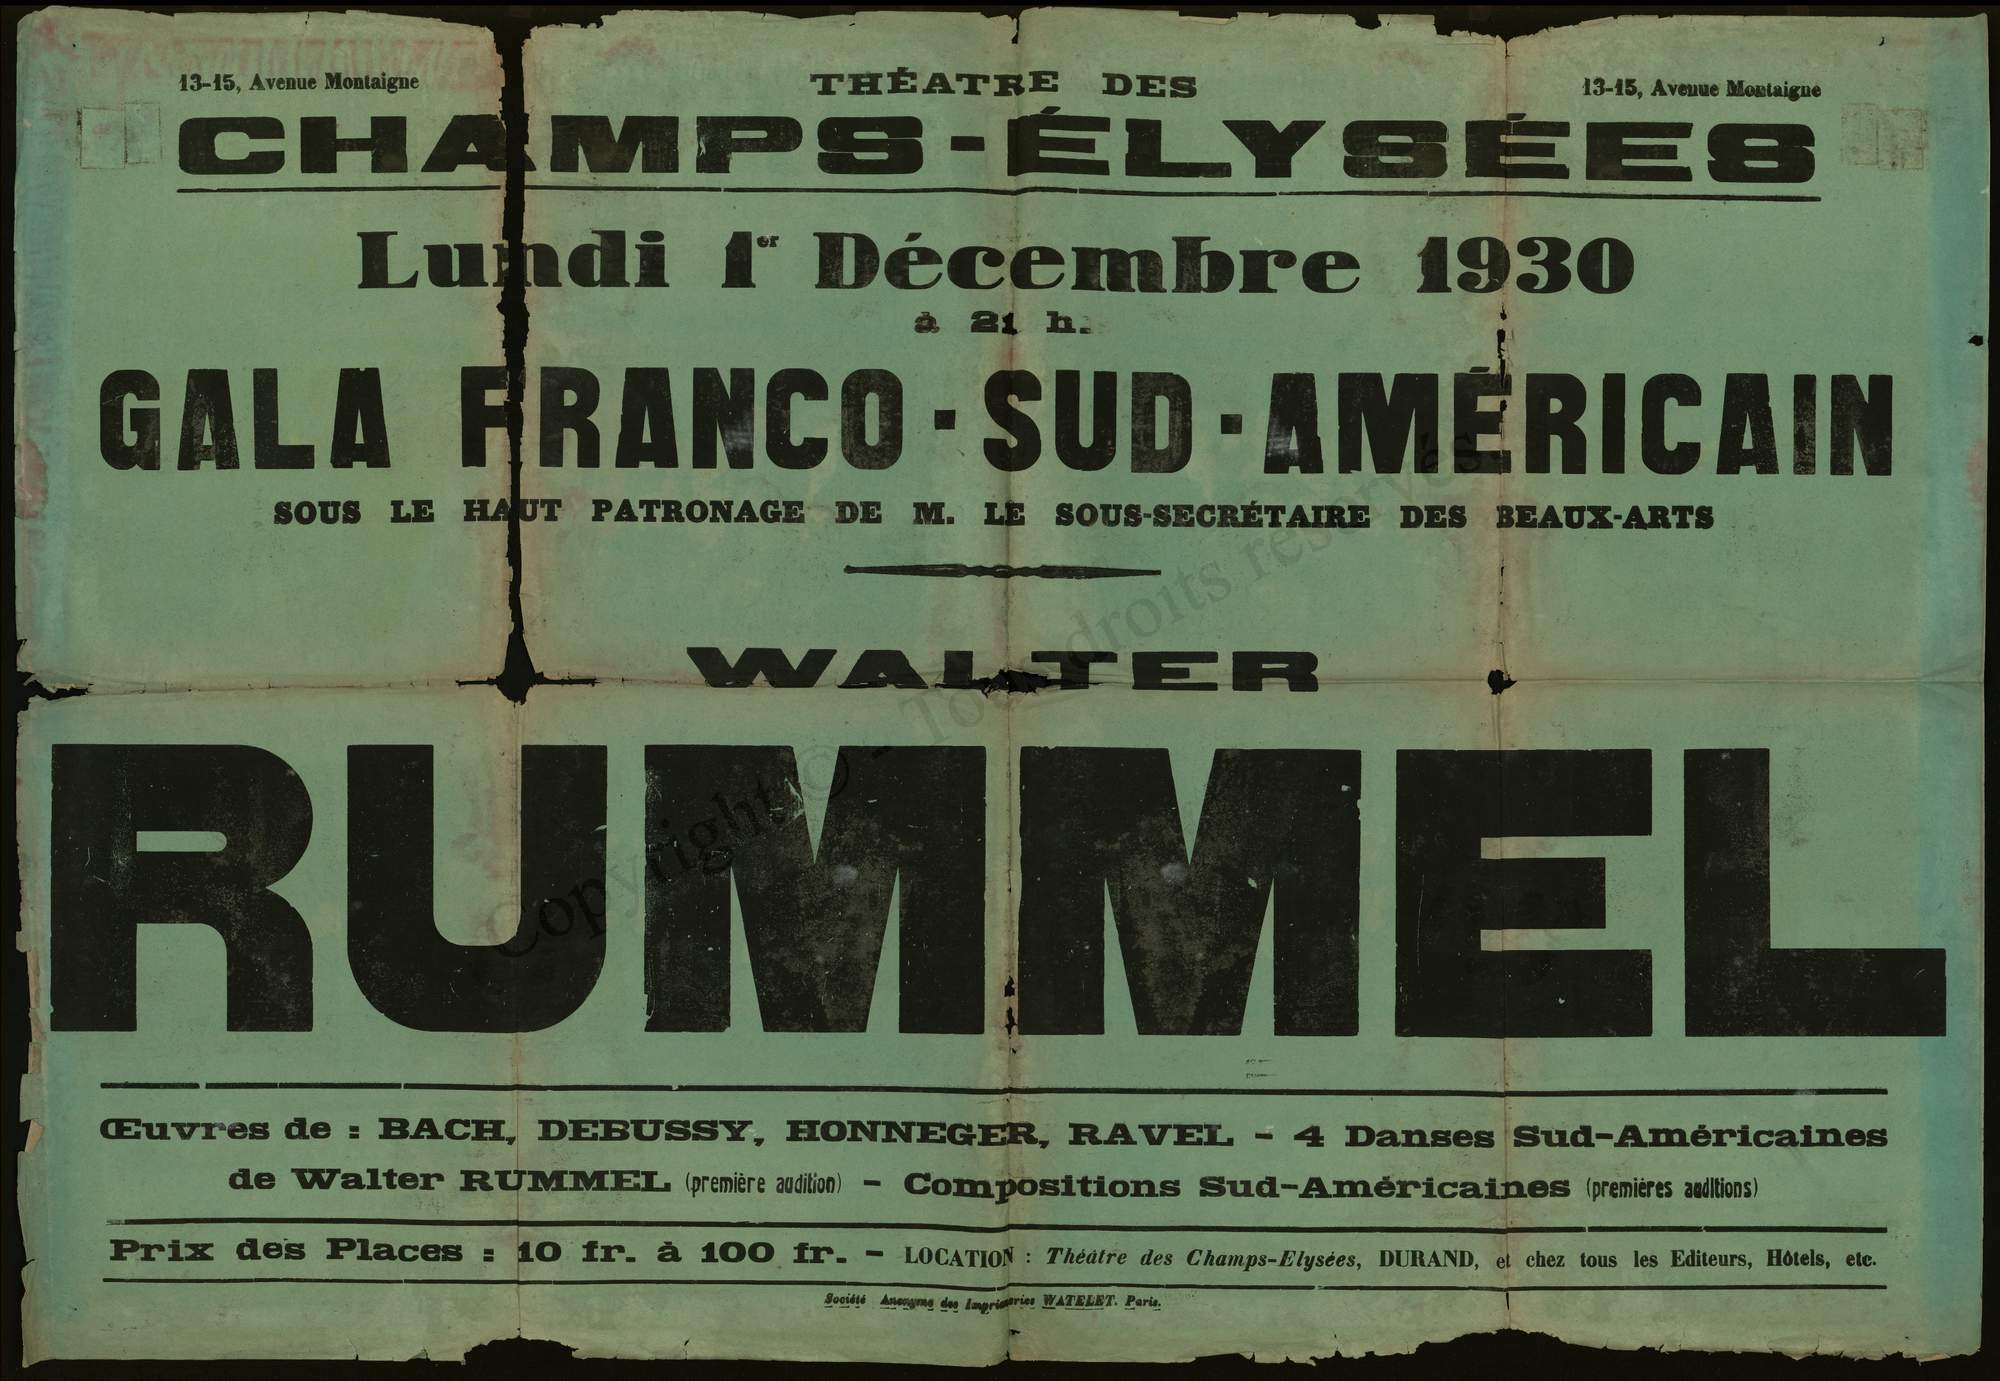 13-15, Avenue Montaigne
THÉATRE DES
13-15, Avenue Montaigne
CHAMPS-ÉLYSÉES
Lundi 1er Décembre 1930
à 21 h.
GALA FRANCO-SUD-AMÉRICAIN
SOUS LE HAUT PATRONAGE DE M. LE SOUS-SECRÉTAIRE DES BEAUX-ARTS
WALTER
RUMMEL
Œuvres de : BACH, DEBUSSY, HONNEGER, RAVEL - 4 Danses Sud-Américaines
de Walter RUMMEL (première audition) - Compositions Sud-Américaines (premières auditions)
Prix des Places : 10 fr. à 100 fr. - LOCATION : Théâtre des Champs-Elysées, DURAND, et chez tous les Editeurs, Hôtels, etc.
Société Anonyme des Imprimeries WATELET. Paris.
Copyright © - Tous droits réservés